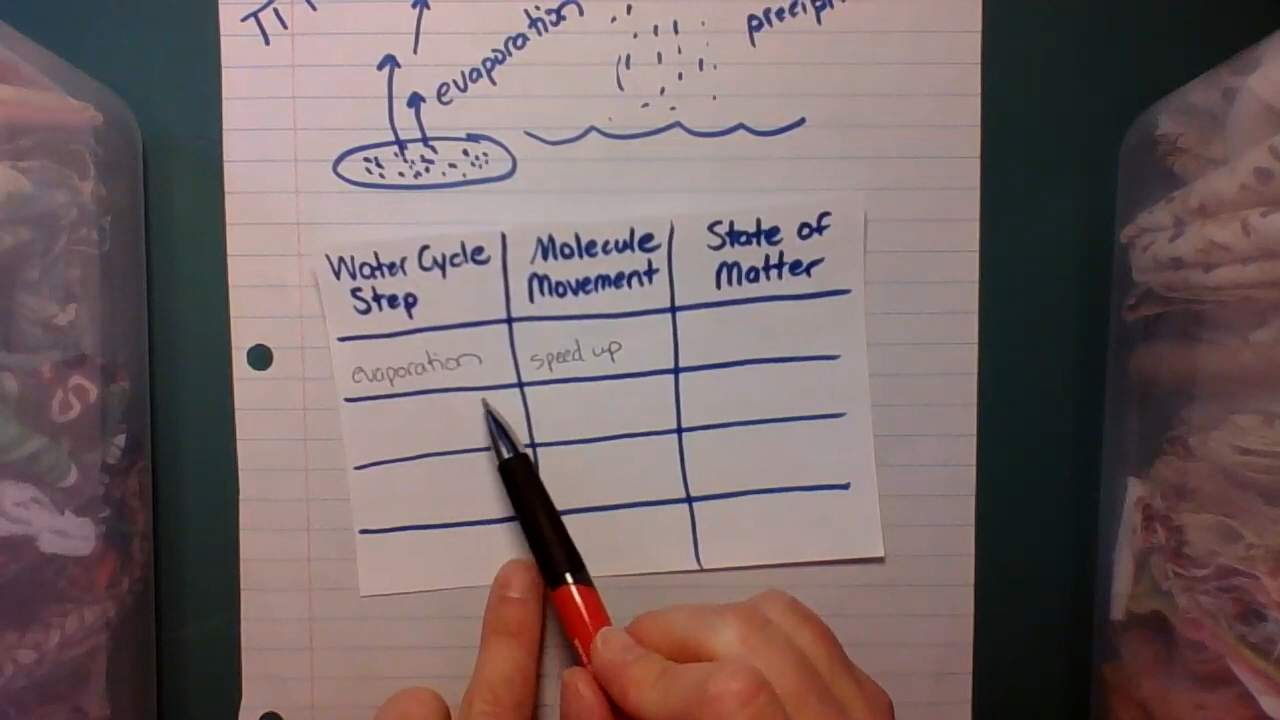 evaporation
Water Cycle Step
Molecule Movement
State of Matter
evaporation
speed up